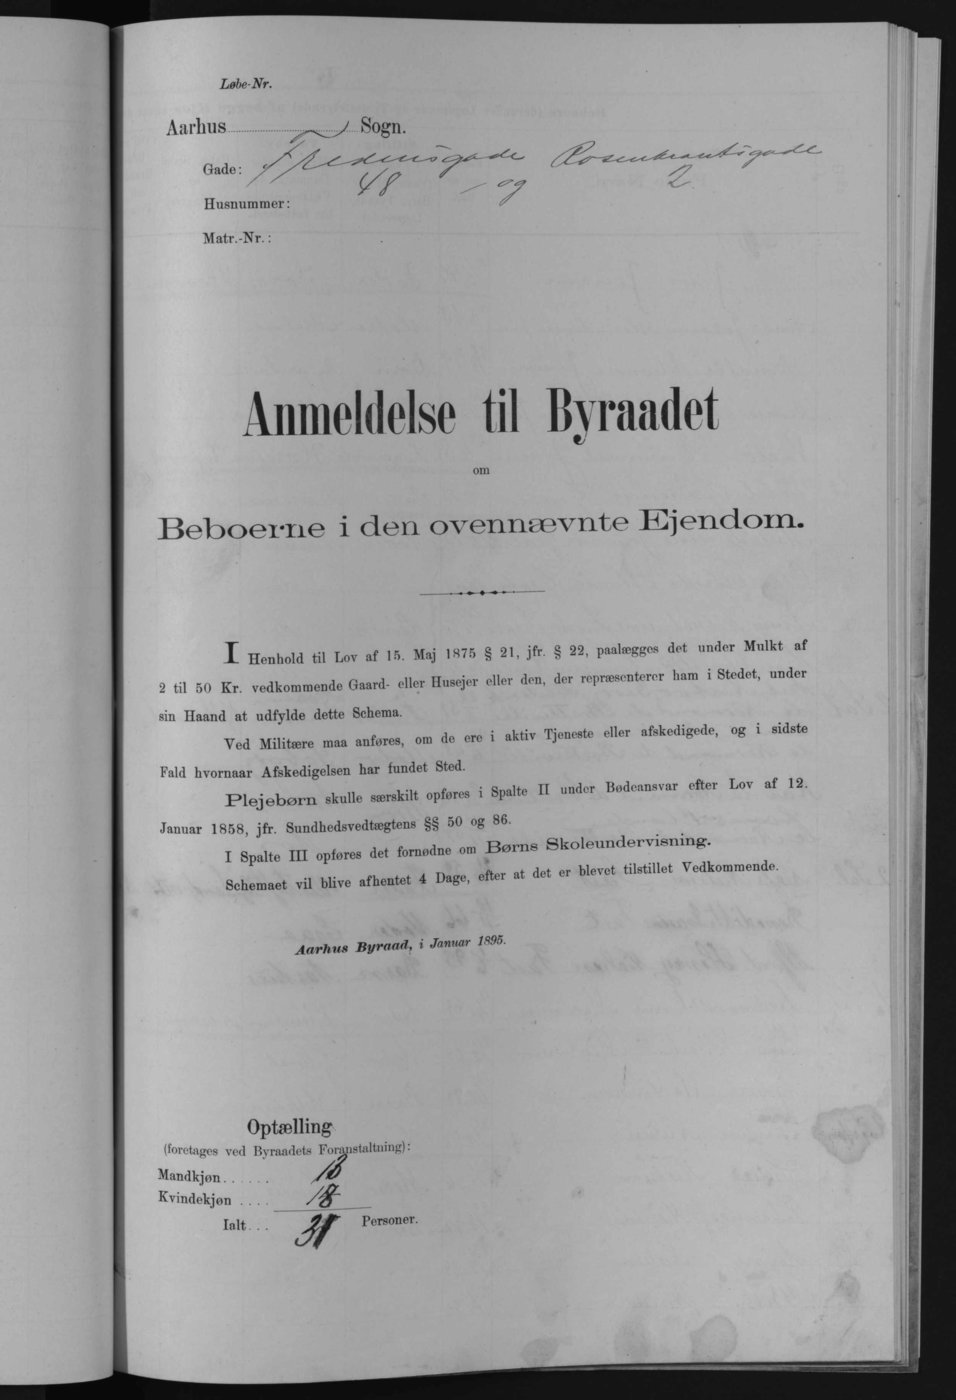 Løbe-Nr.
Aarhus Sogn.
Gade: Fredensgade Rosenkrantsgade
48 - og 2
Husnummer:
Matr.-Nr.:
Anmeldelse til Byraadet
om
Beboerne i den ovennævnte Ejendom.
I Henhold til Lov af 15. Maj 1875 § 21, jfr. § 22, paalægges det under Mulkt af
2 til 50 Kr. vedkommende Gaard- eller Husejer eller den, der repræsenterer ham i Stedet, under
sin Haand at udfylde dette Schema.
Ved Militære maa anføres, om de ere i aktiv Tjeneste eller afskedigede, og i sidste
Fald hvornaar Afskedigelsen har fundet Sted.
Plejebørn skulle særskilt opføres i Spalte II under Bødeansvar efter Lov af 12.
Januar 1858, jfr. Sundhedsvedtægtens §§ 50 og 86.
I Spalte III opføres det fornødne om Børns Skoleundervisning.
Schemaet vil blive afhentet 4 Dage, efter at det er blevet tilstillet Vedkommende.
Aarhus Byraad, i Januar 1895.
Optælling
(foretages ved Byraadets Foranstaltning):
Mandkjøn...... 13
Kvindekjøn .... 18
Ialt... 31 Personer.